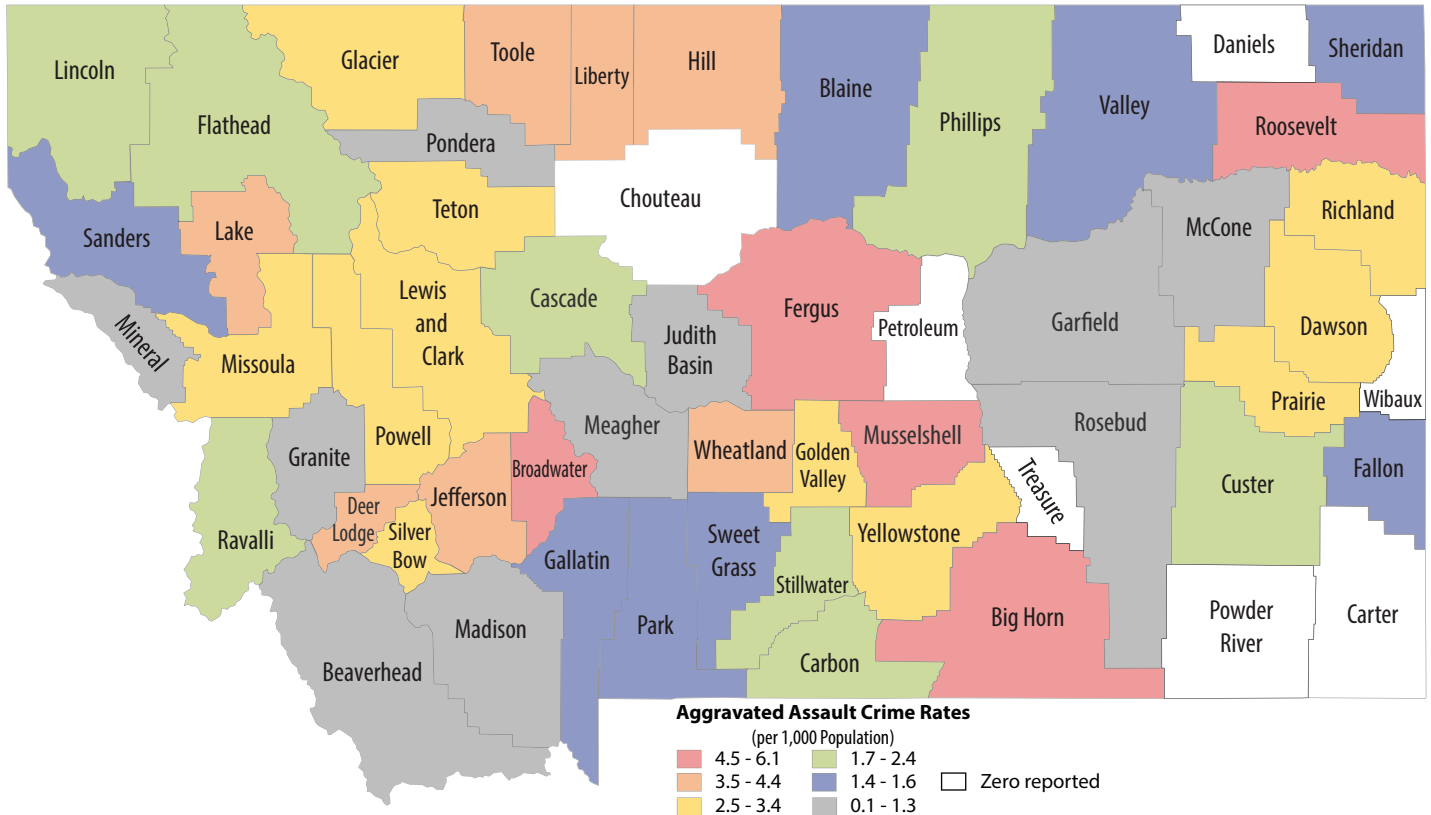 Lincoln
Flathead
Glacier
Toole
Liberty
Hill
Blaine
Phillips
Valley
Daniels
Sheridan
Roosevelt
Pondera
Chouteau
Teton
Sanders
Lake
McCone
Richland
Mineral
Missoula
Lewis
and
Clark
Cascade
Judith
Basin
Fergus
Petroleum
Garfield
Dawson
Wibaux
Prairie
Powell
Granite
Meagher
Wheatland
Golden
Valley
Musselshell
Rosebud
Treasure
Custer
Fallon
Broadwater
Jefferson
Deer
Lodge
Silver
Bow
Ravalli
Gallatin
Sweet
Grass
Yellowstone
Stillwater
Park
Madison
Beaverhead
Carbon
Big Horn
Powder
River
Carter
Aggravated Assault Crime Rates
(per 1,000 Population)
4.5 - 6.1
3.5 - 4.4
2.5 - 3.4
1.7 - 2.4
1.4 - 1.6
0.1 - 1.3
Zero reported